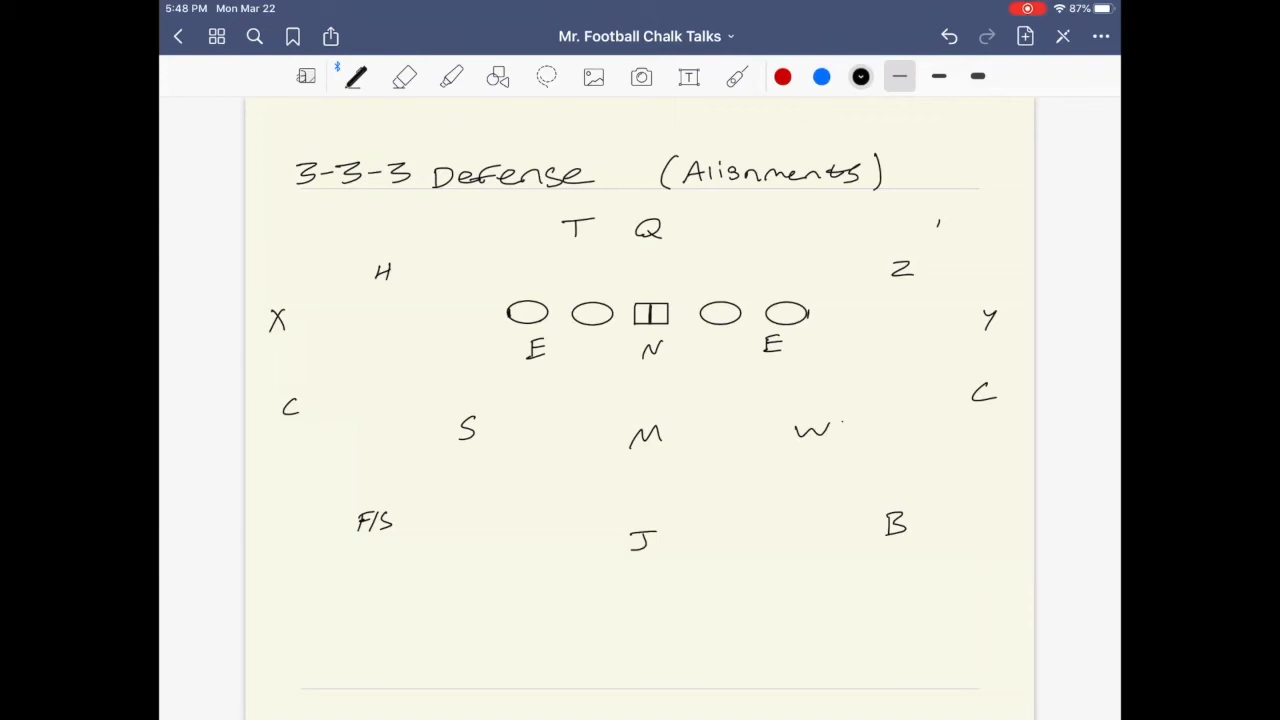 5:48 PM Mon Mar 22 87%
Mr. Football Chalk Talks
T
3-3-3 Defense (Alignments)
T Q
H Z
X Y
E N E
C C
S M W
F/S J B